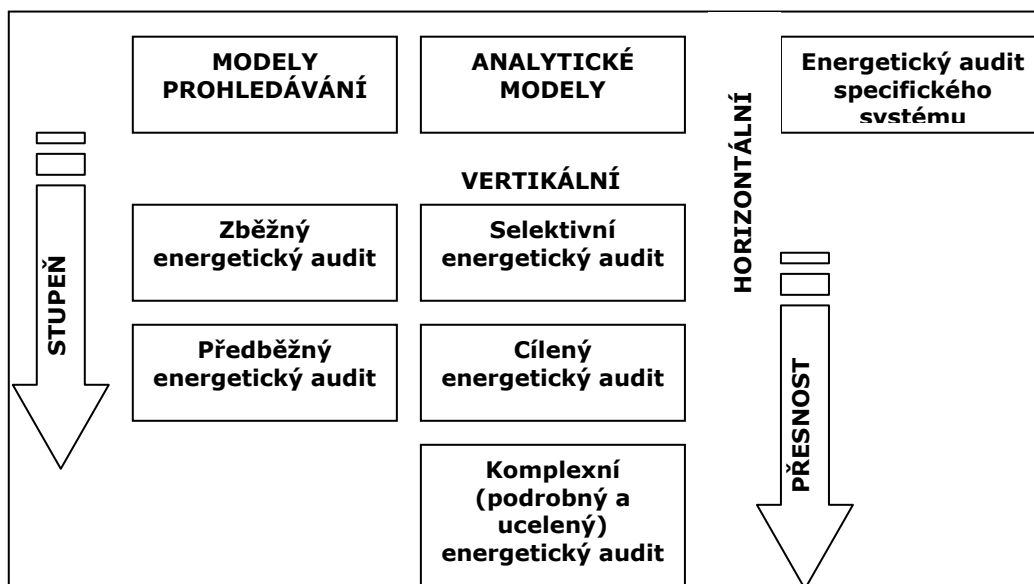 MODELY
PROHLEDÁVÁNÍ
ANALYTICKÉ
MODELY
HORIZONTÁLNÍ
Energetický audit
specifického
systému
VERTIKÁLNÍ
STUPEŇ
Zběžný
energetický audit
Selektivní
energetický audit
Předběžný
energetický audit
Cílený
energetický audit
PŘESNOST
Komplexní
(podrobný a
ucelený)
energetický audit